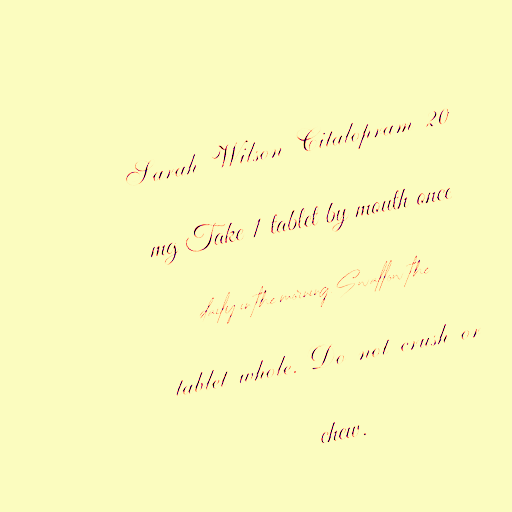 Sarah Wilson Citalopram 20
mg Take 1 tablet by mouth once
daily in the morning Swallow the
tablet whole. Do not crush or
chew.